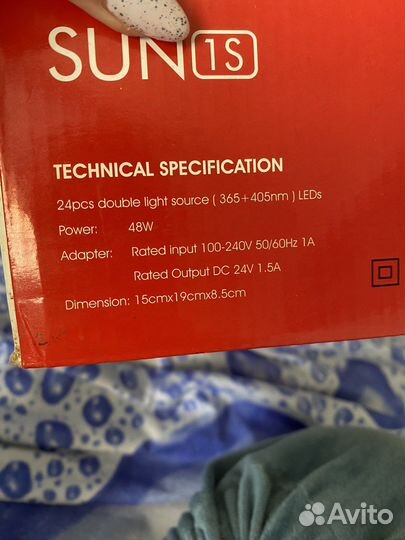 SUN 1S
TECHNICAL SPECIFICATION
24pcs double light source ( 365+405nm ) LEDs
Power: 48W
Adapter: Rated input 100-240V 50/60Hz 1A
Rated Output DC 24V 1.5A
Dimension: 15cmx19cmx8.5cm
Avito